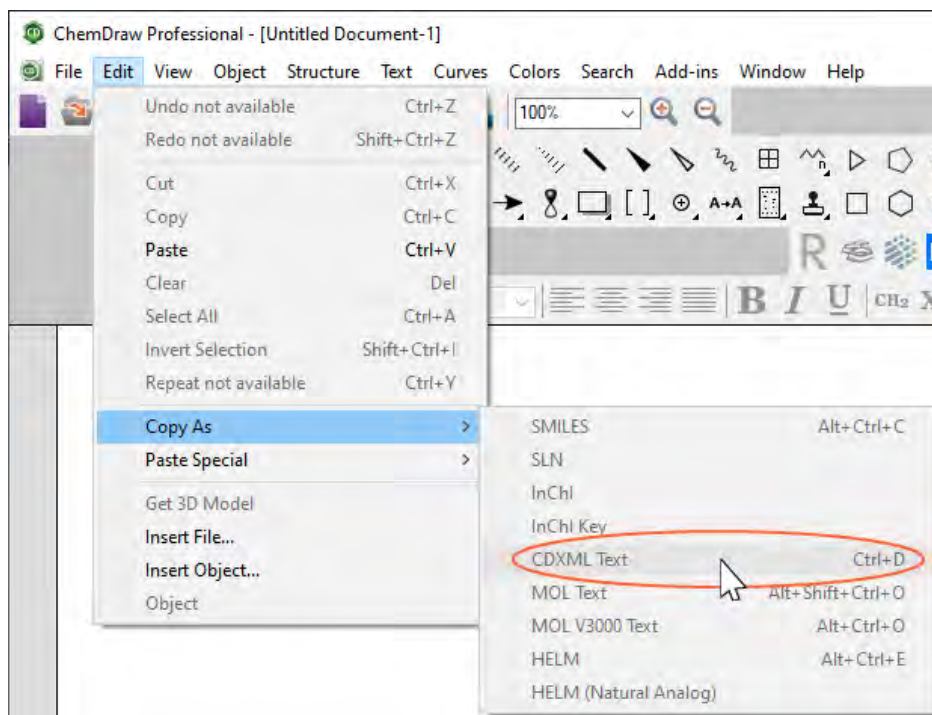 ChemDraw Professional - [Untitled Document-1]
File Edit View Object Structure Text Curves Colors Search Add-ins Window Help
Undo not available Ctrl+Z
100%
Redo not available Shift+Ctrl+Z
Cut Ctrl+X
Copy Ctrl+C
Paste Ctrl+V
Clear Del
Select All Ctrl+A
Invert Selection Shift+Ctrl+I
Repeat not available Ctrl+Y
Copy As
Paste Special
Get 3D Model
Insert File...
Insert Object...
Object
n
A→A
R
B I U CH2 X
SMILES Alt+Ctrl+C
SLN
InChI
InChI Key
CDXML Text Ctrl+D
MOL Text Alt+Shift+Ctrl+O
MOL V3000 Text Alt+Ctrl+O
HELM Alt+Ctrl+E
HELM (Natural Analog)